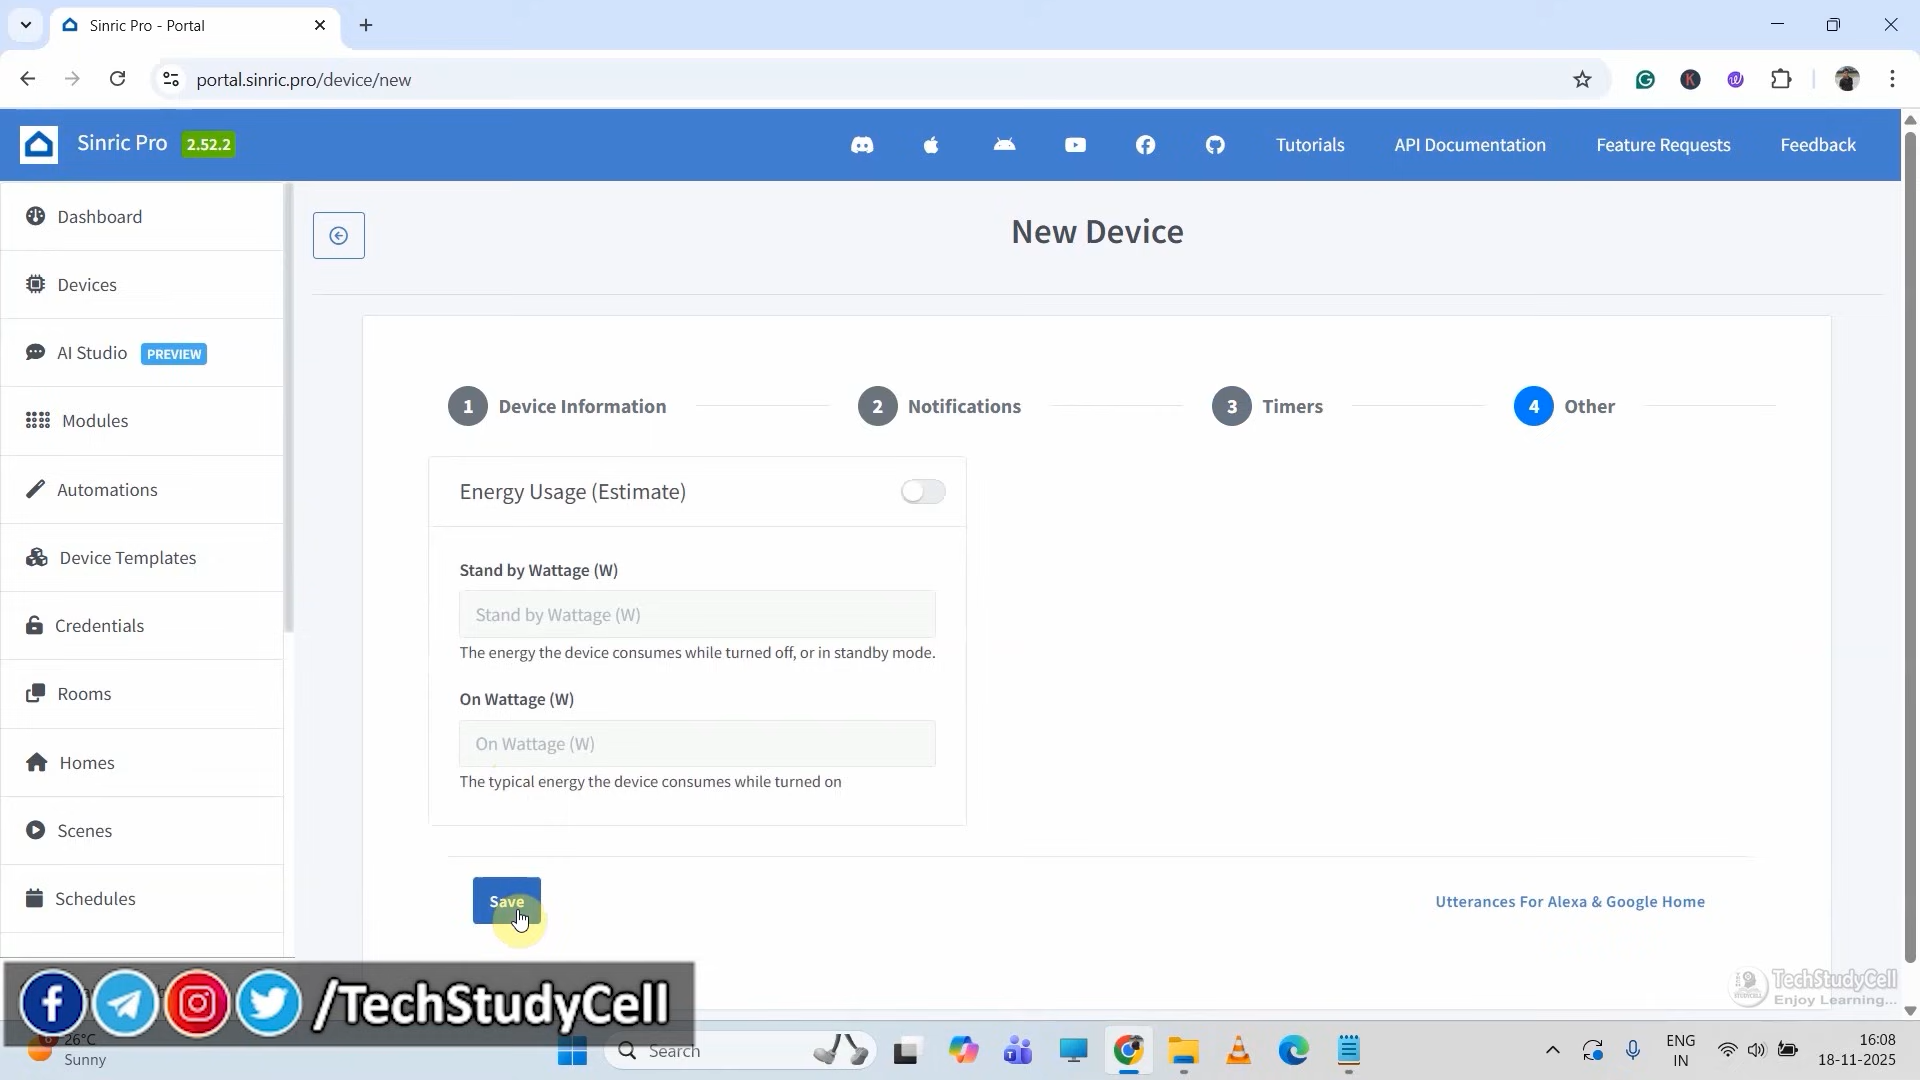 Sinric Pro - Portal
portal.sinric.pro/device/new
Sinric Pro 2.52.2
Tutorials
API Documentation
Feature Requests
Feedback
Dashboard
Devices
AI Studio PREVIEW
Modules
Automations
Device Templates
Credentials
Rooms
Homes
Scenes
Schedules
New Device
1 Device Information
2 Notifications
3 Timers
4 Other
Energy Usage (Estimate)
Stand by Wattage (W)
Stand by Wattage (W)
The energy the device consumes while turned off, or in standby mode.
On Wattage (W)
On Wattage (W)
The typical energy the device consumes while turned on
Save
Utterances For Alexa & Google Home
TechStudyCell
Enjoy Learning...
/TechStudyCell
26°C
Sunny
Search
ENG
IN
16:08
18-11-2025